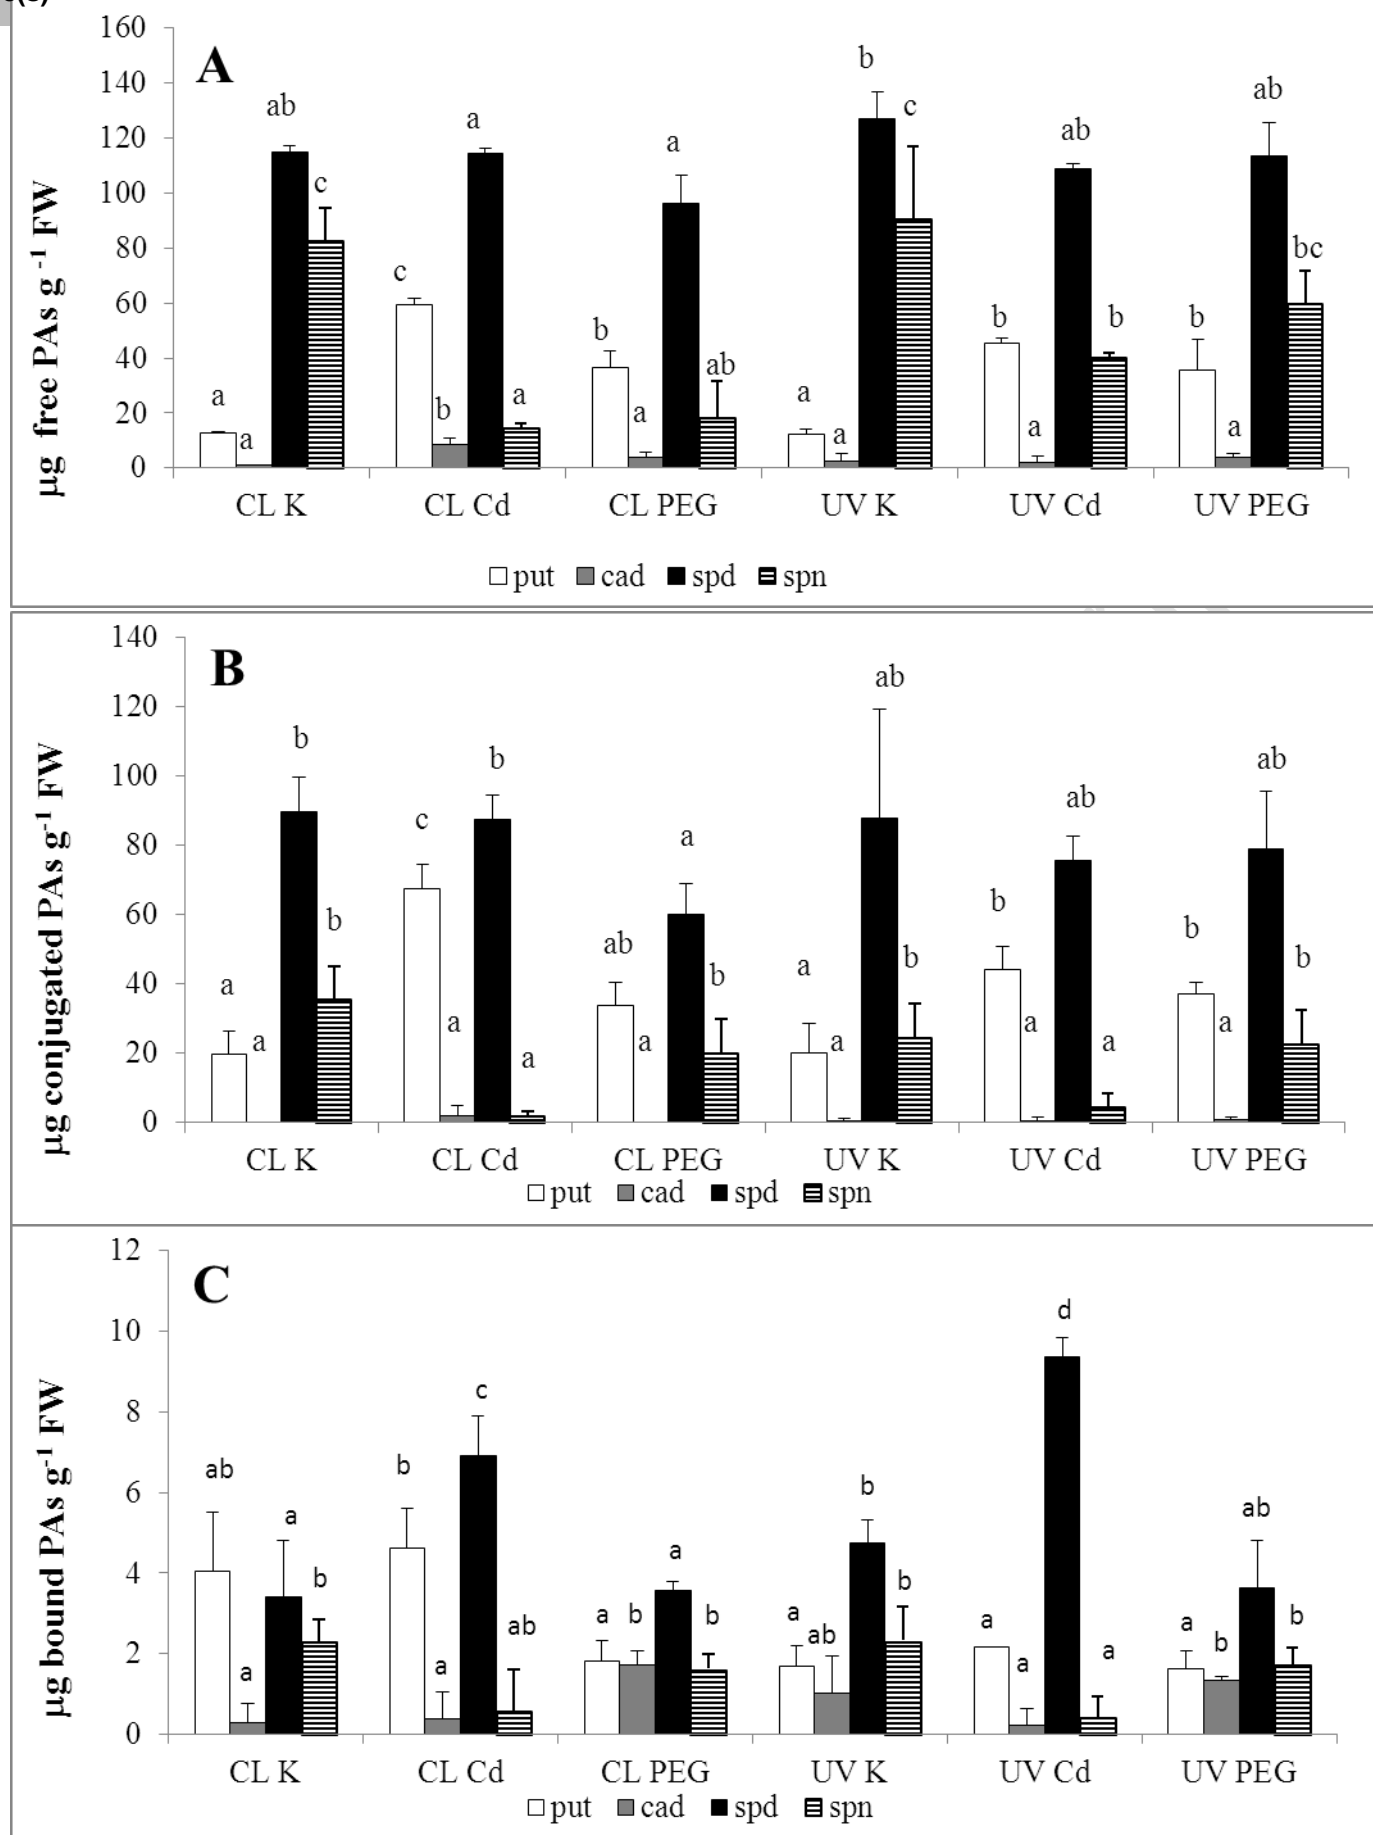 160
A
140
b
ab
ab
a
ab
120
a
c
100
c
80
bc
c
60
b
b
b
b
40
ab
a
a
a
b
20
a
a
a
a
a
0
CL K CL Cd CL PEG UV K UV Cd UV PEG
µg free PAs g -1 FW
put cad spd spn
140
B
120
ab
b
b
ab
ab
100
c
a
80
b
b
60
b
ab
a
b
b
b
40
a
a
a
a
a
a
a
a
a
20
0
CL K CL Cd CL PEG UV K UV Cd UV PEG
µg conjugated PAs g-1 FW
put cad spd spn
12
C
10
d
8
c
ab
b
b
6
ab
a
a
4
b
b
a
b
b
a
a
b
ab
ab
a
b
2
a
a
a
a
0
CL K CL Cd CL PEG UV K UV Cd UV PEG
µg bound PAs g-1 FW
put cad spd spn